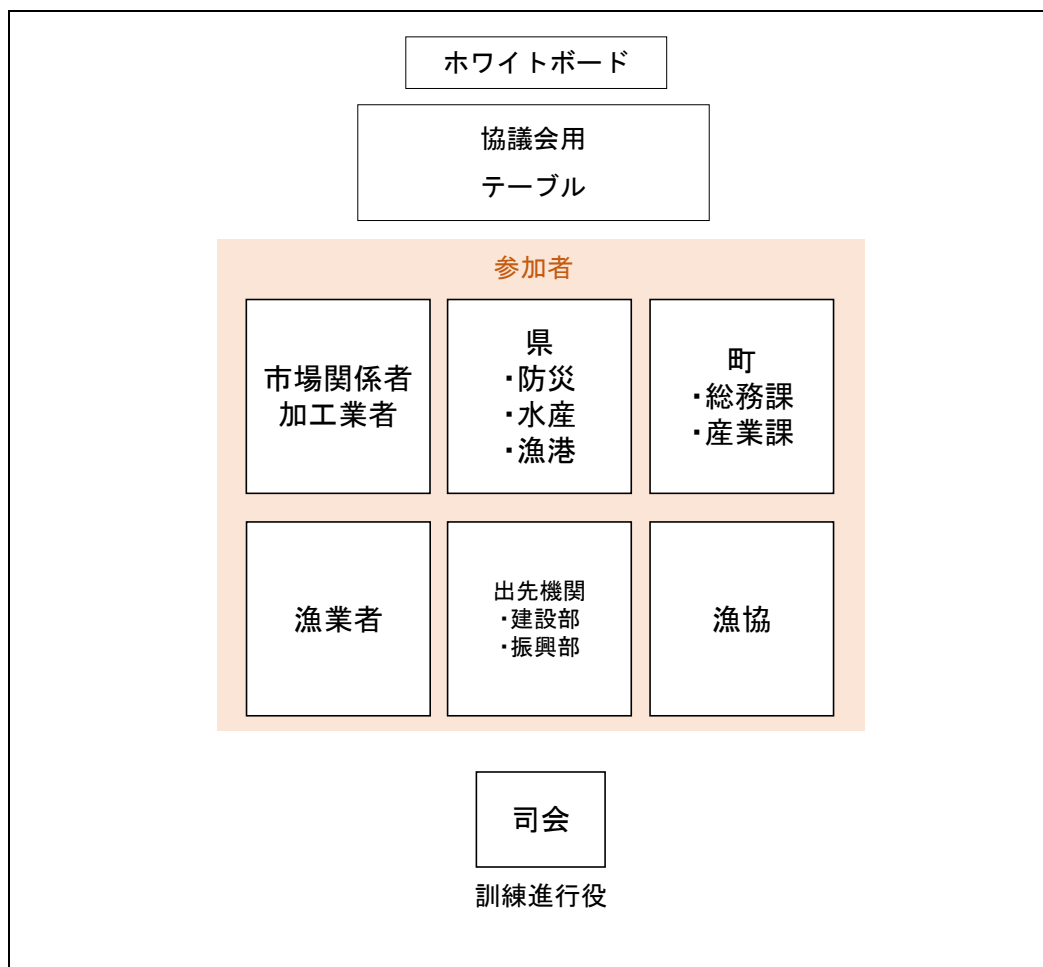 ホワイトボード
協議会用
テーブル
参加者
市場関係者
加工業者
県
・防災
・水産
・漁港
町
・総務課
・産業課
漁業者
出先機関
・建設部
・振興部
漁協
司会
訓練進行役